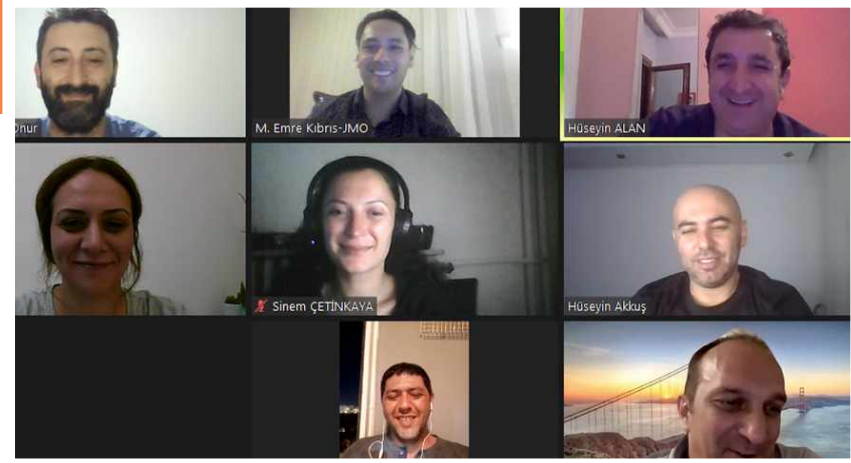 Onur
M. Emre Kıbrıs-JMO
Hüseyin ALAN
Sinem ÇETİNKAYA
Hüseyin Akkuş